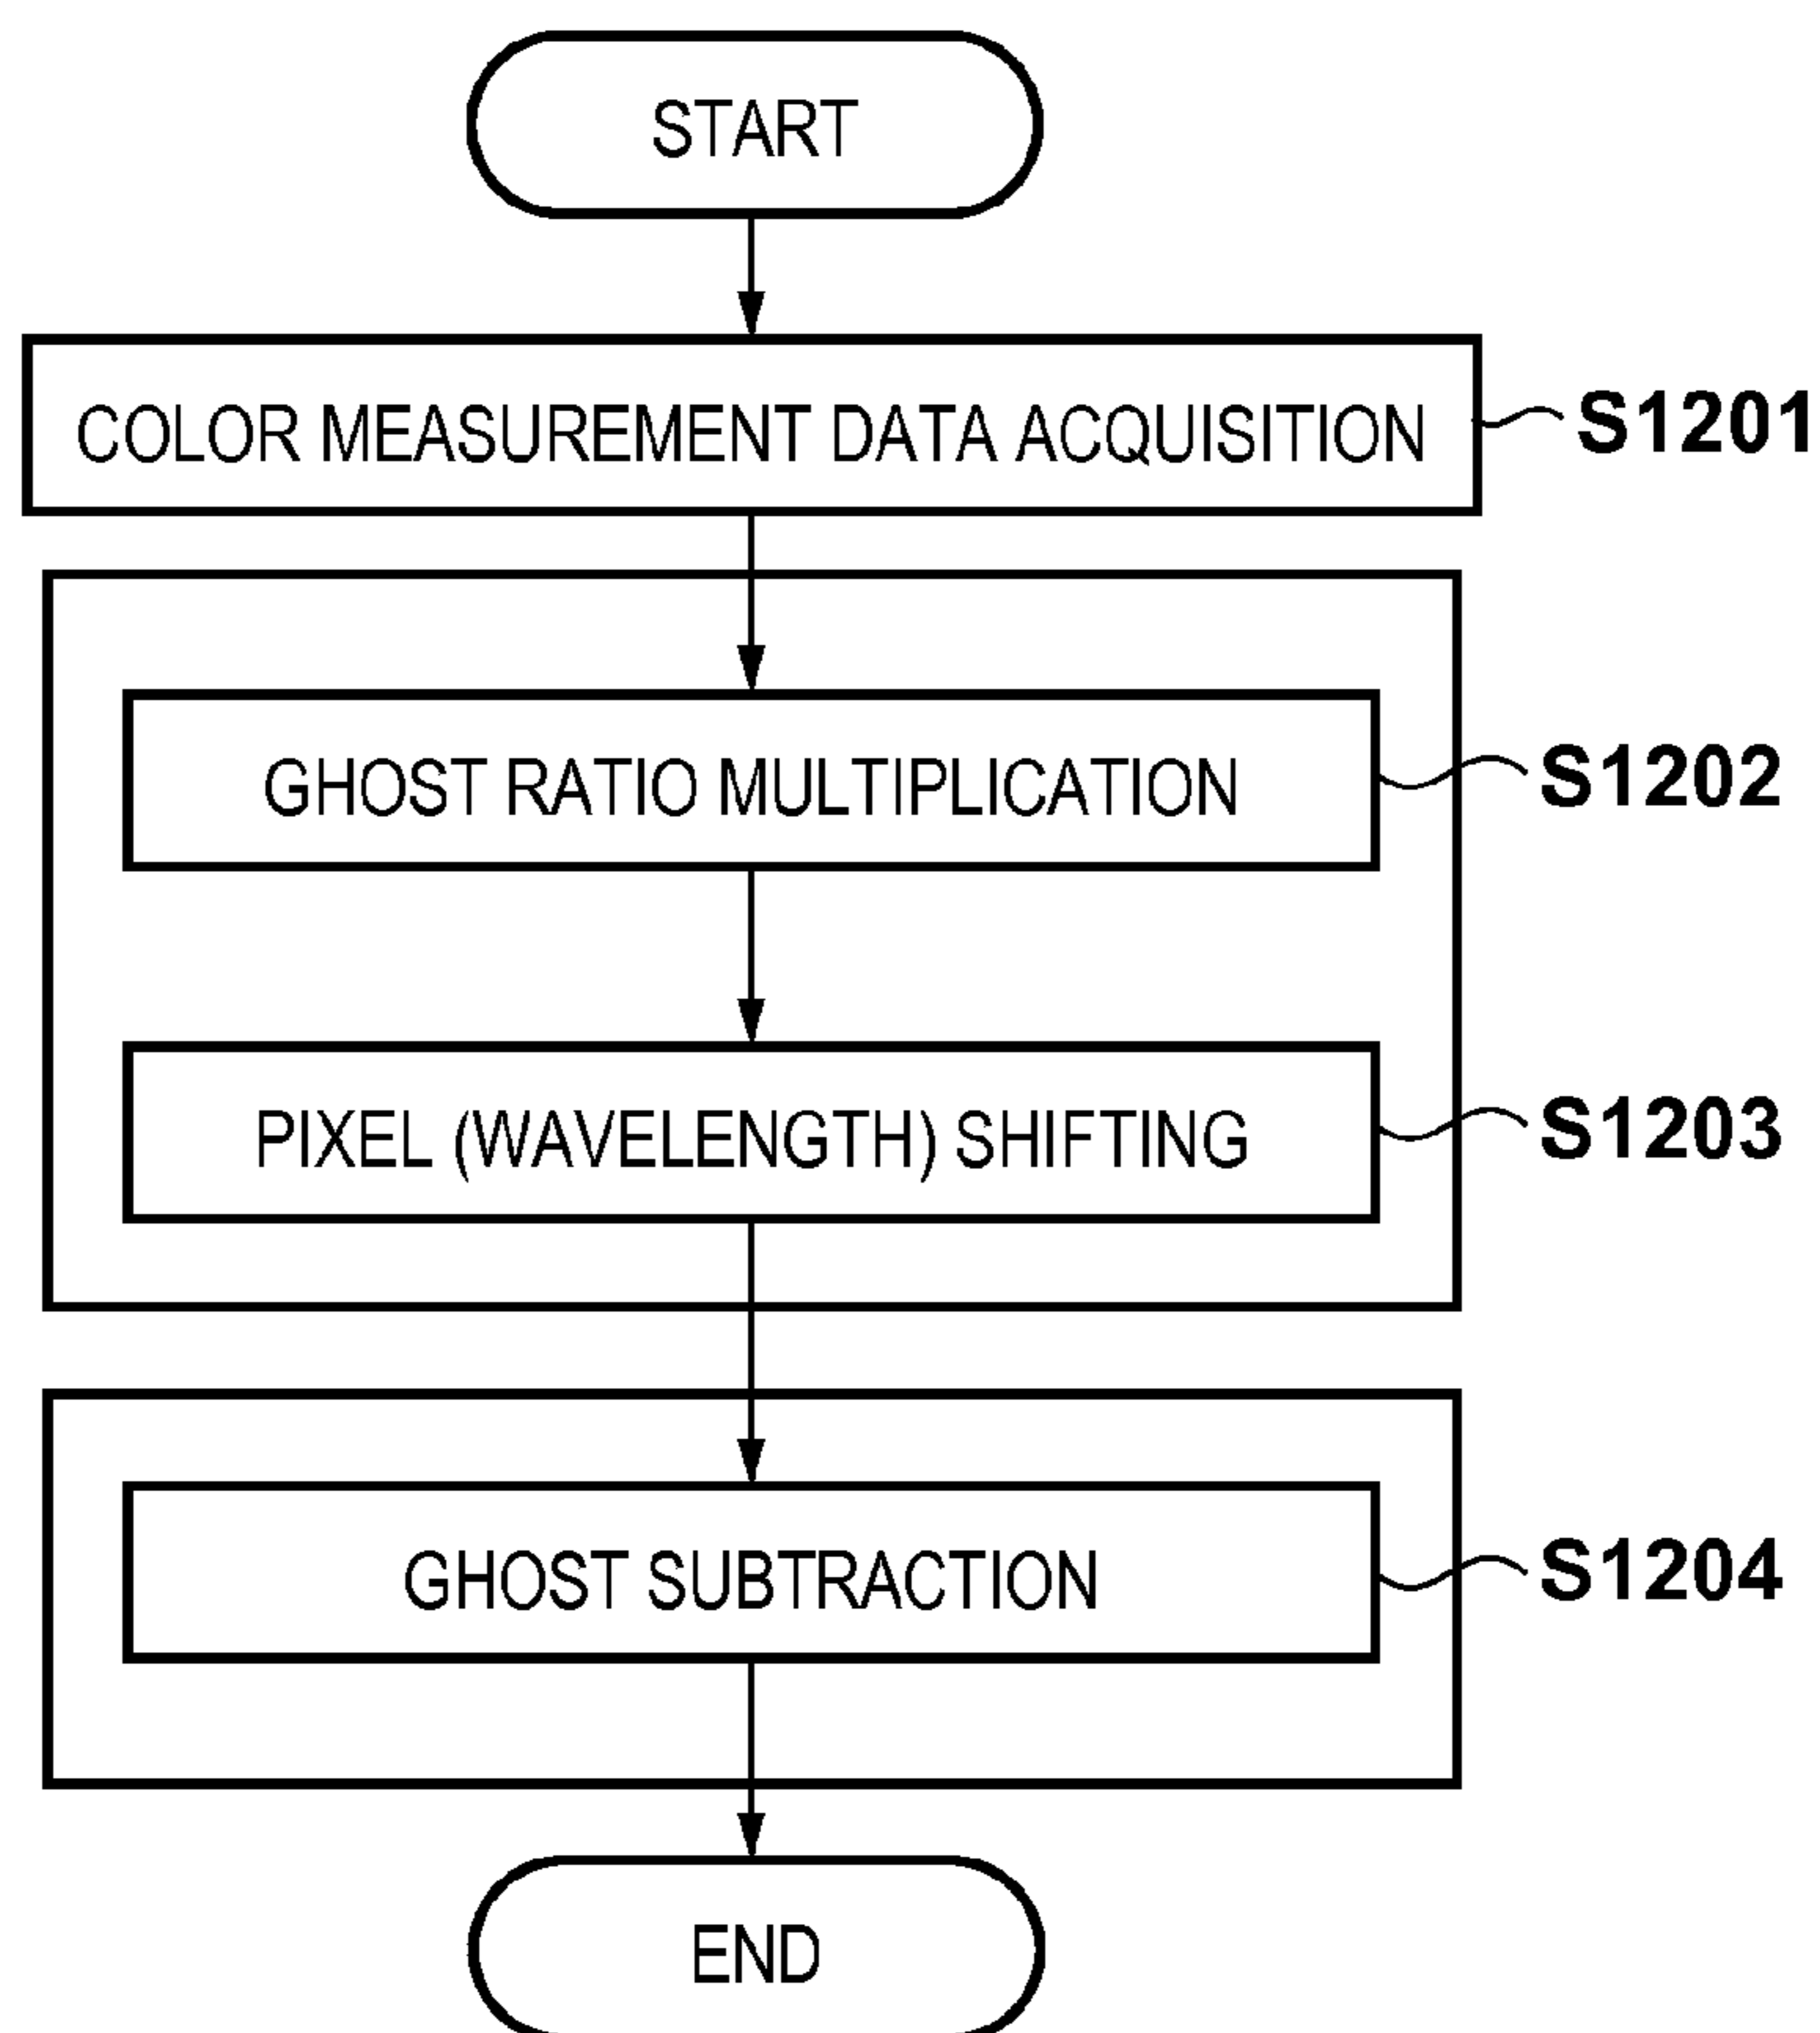 START
COLOR MEASUREMENT DATA ACQUISITION
S1201
GHOST RATIO MULTIPLICATION
S1202
PIXEL (WAVELENGTH) SHIFTING
S1203
GHOST SUBTRACTION
S1204
END